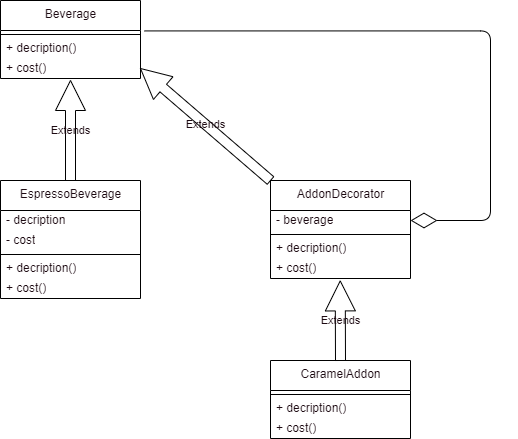 Beverage
+ decription()
+ cost()
Extends
Extends
EspressoBeverage
- decription
- cost
+ decription()
+ cost()
AddonDecorator
- beverage
+ decription()
+ cost()
Extends
CaramelAddon
+ decription()
+ cost()